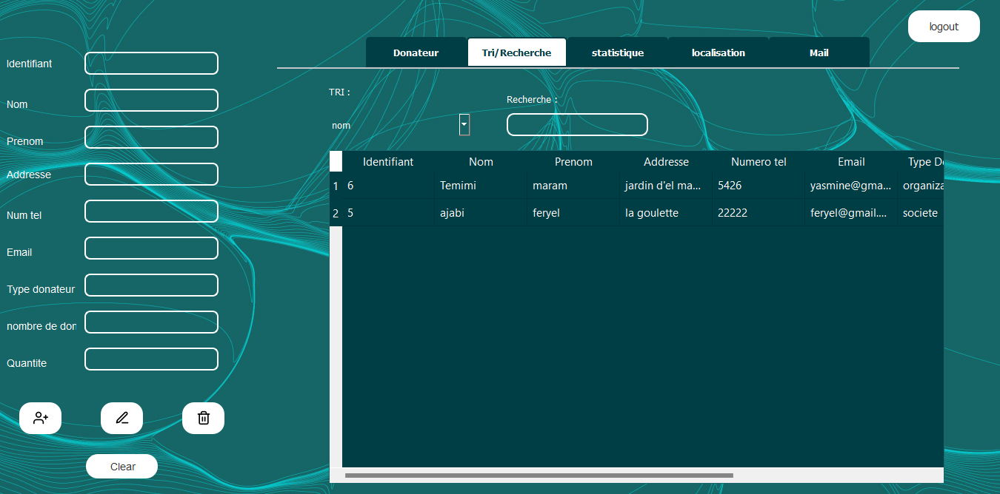 logout
Donateur Tri/Recherche statistique localisation Mail
Identifiant
Nom
Prenom
Addresse
Num tel
Email
Type donateur
nombre de don
Quantite
Clear
TRI :
nom
Recherche :
Identifiant Nom Prenom Addresse Numero tel Email Type D
1 6 Temimi maram jardin d'el ma... 5426 yasmine@gma... organiza
2 5 ajabi feryel la goulette 22222 feryel@gmail.... societe